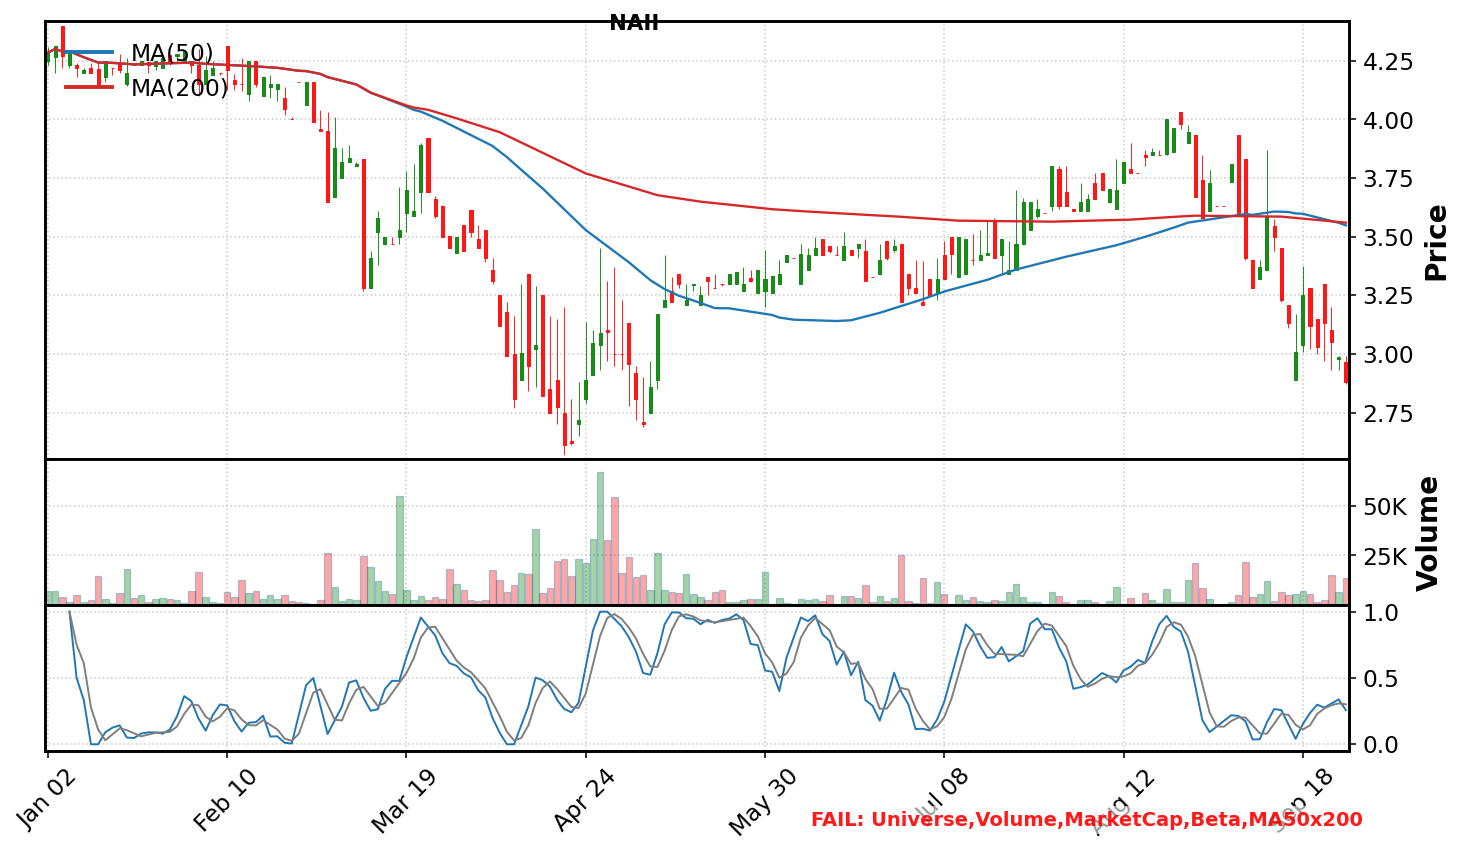 NAII
MA(50)
MA(200)
4.25
4.00
3.75
3.50
3.25
3.00
2.75
Price
50K
25K
Volume
1.0
0.5
0.0
Jan 02
Feb 10
Mar 19
Apr 24
May 30
Jul 08
Aug 12
Sep 18
FAIL: Universe,Volume,MarketCap,Beta,MA50x200